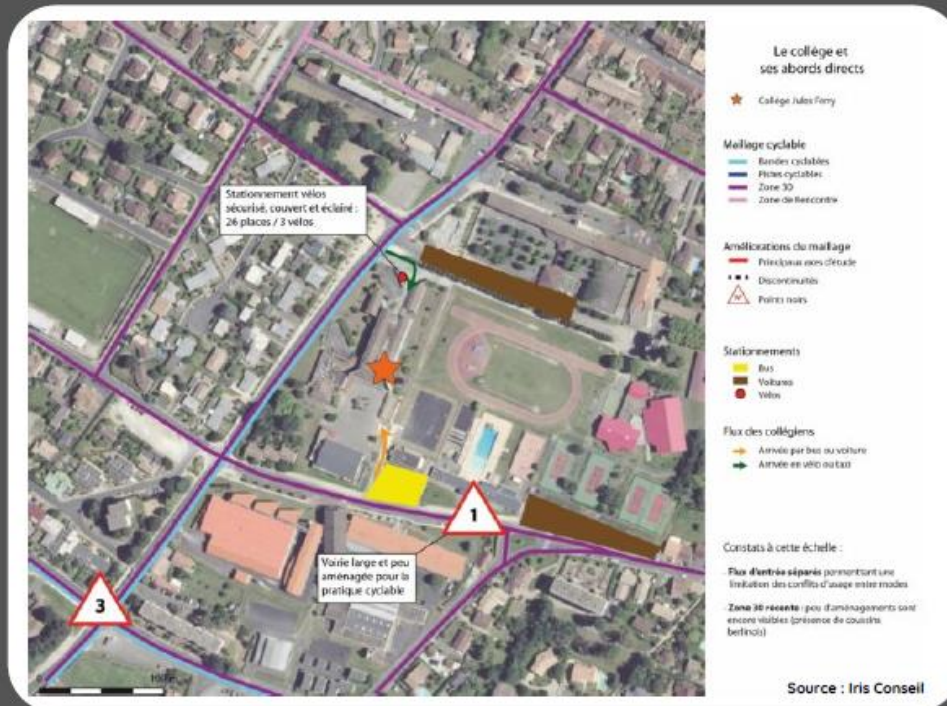 Le collège et
ses abords directs
Collège Jules Ferry
Maillage cyclable
Bandes cyclables
Pistes cyclables
Zone 30
Zone de Rencontre
Améliorations du maillage
Principaux axes d'étude
Discontinuités
Points noirs
Stationnements
Bus
Voitures
Vélos
Flux des collégiens
Arrivée par bus ou voiture
Arrivée en vélo ou taxi
Constats à cette échelle :
- Flux d'entrée séparés permettant une
limitation des conflits d'usage entre modes
- Zone 30 récente : peu d'aménagements sont
encore visibles (présence de coussins
berlinois)
Stationnement vélos
sécurisé, couvert et éclairé :
26 places / 3 vélos
1
Voirie large et peu
aménagée pour la
pratique cyclable
3
0
Source : Iris Conseil